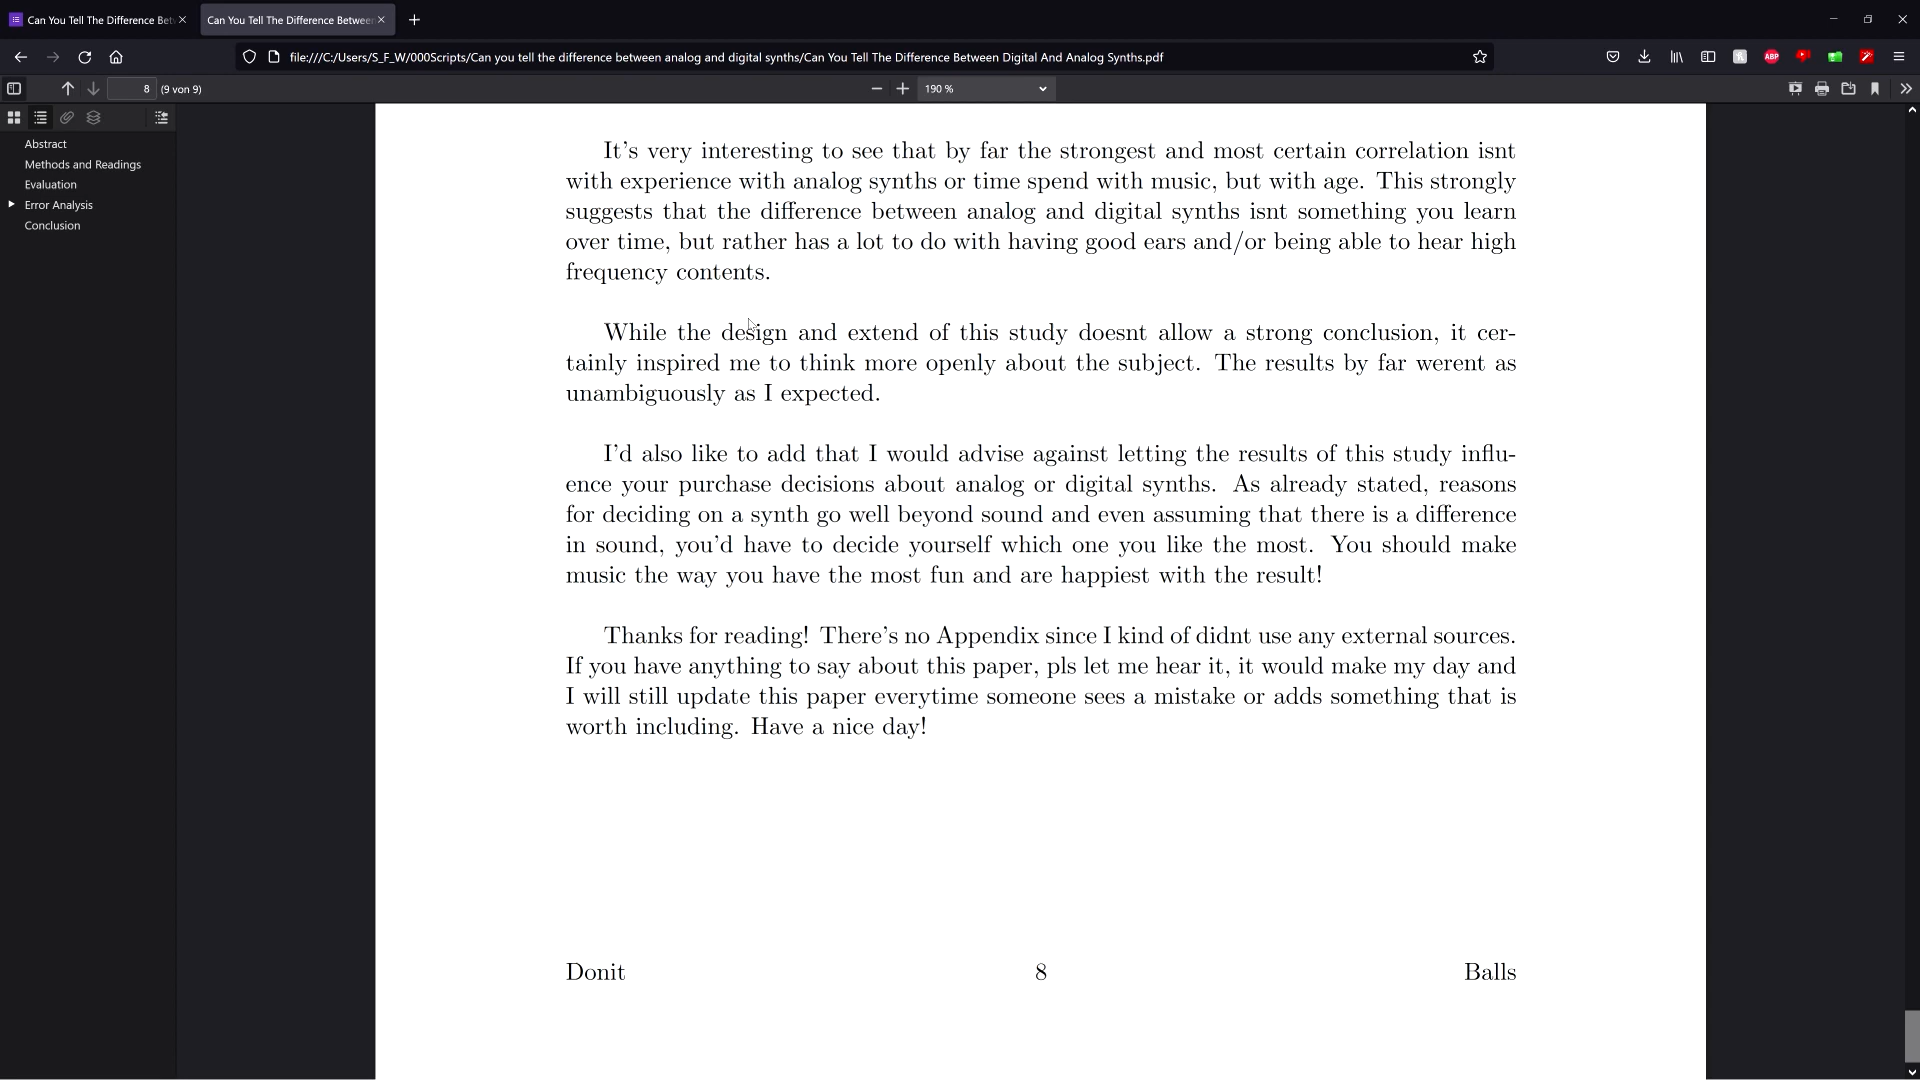 Can You Tell The Difference Bet
Can You Tell The Difference Between
file:///C:/Users/S_F_W/000Scripts/Can you tell the difference between analog and digital synths/Can You Tell The Difference Between Digital And Analog Synths.pdf
ABP
8 (9 von 9)
190 %
Abstract
Methods and Readings
Evaluation
Error Analysis
Conclusion
It's very interesting to see that by far the strongest and most certain correlation isnt
with experience with analog synths or time spend with music, but with age. This strongly
suggests that the difference between analog and digital synths isnt something you learn
over time, but rather has a lot to do with having good ears and/or being able to hear high
frequency contents.
While the design and extend of this study doesnt allow a strong conclusion, it cer-
tainly inspired me to think more openly about the subject. The results by far werent as
unambiguously as I expected.
I'd also like to add that I would advise against letting the results of this study influ-
ence your purchase decisions about analog or digital synths. As already stated, reasons
for deciding on a synth go well beyond sound and even assuming that there is a difference
in sound, you'd have to decide yourself which one you like the most. You should make
music the way you have the most fun and are happiest with the result!
Thanks for reading! There's no Appendix since I kind of didnt use any external sources.
If you have anything to say about this paper, pls let me hear it, it would make my day and
I will still update this paper everytime someone sees a mistake or adds something that is
worth including. Have a nice day!
Donit 8 Balls